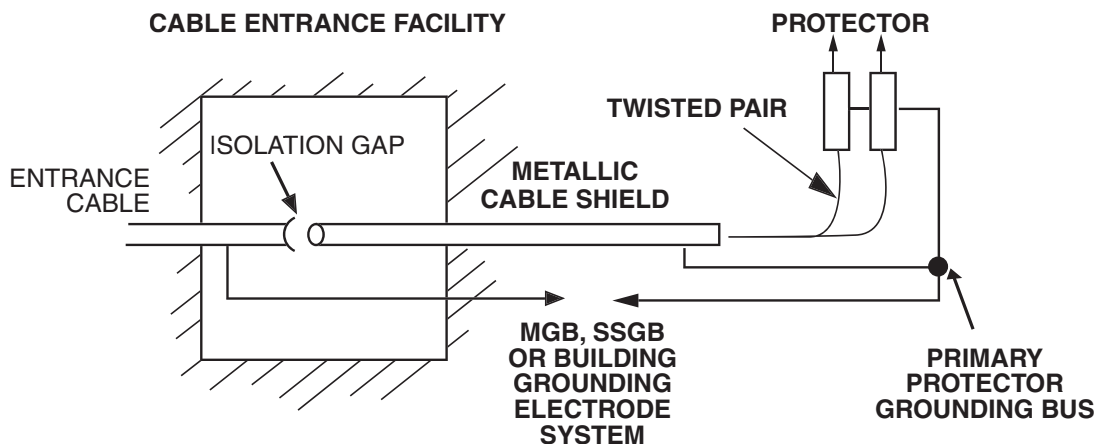 CABLE ENTRANCE FACILITY
PROTECTOR
TWISTED PAIR
ISOLATION GAP
ENTRANCE
CABLE
METALLIC
CABLE SHIELD
MGB, SSGB
OR BUILDING
GROUNDING
ELECTRODE
SYSTEM
PRIMARY
PROTECTOR
GROUNDING BUS